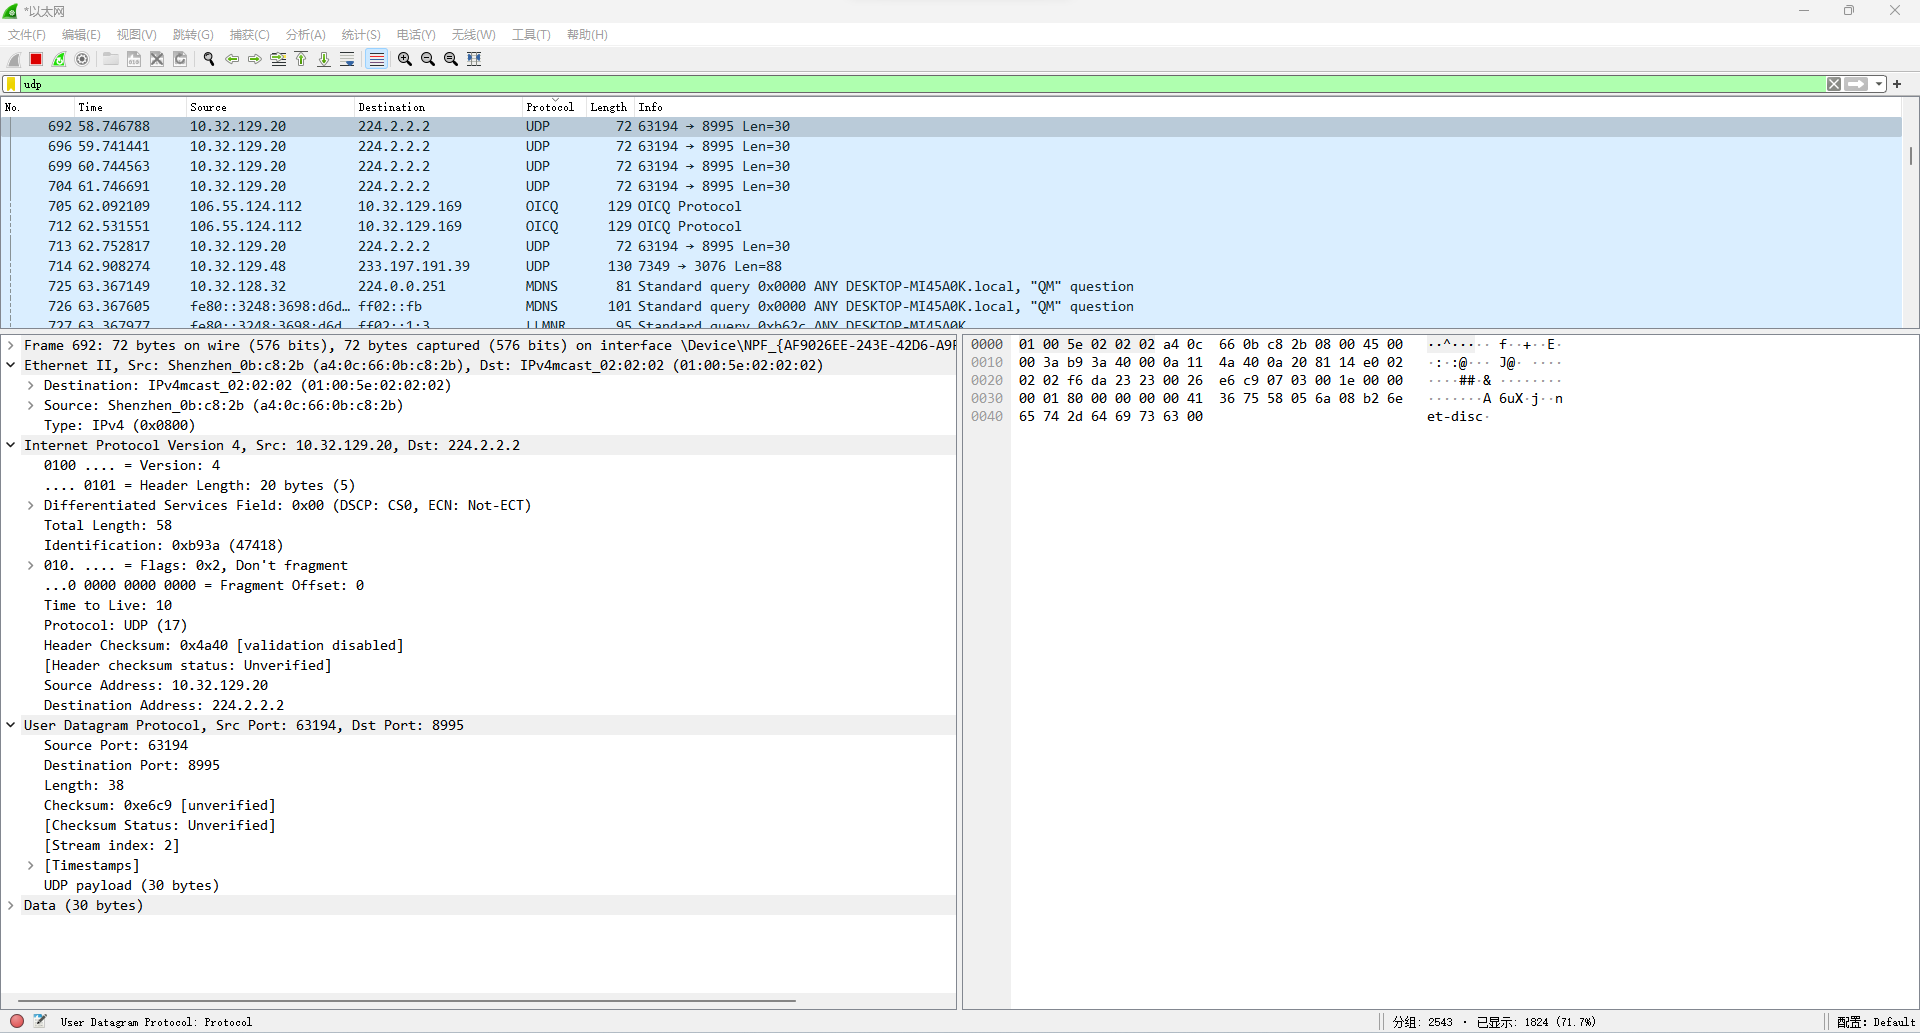 *以太网
文件(F) 编辑(E) 视图(V) 跳转(G) 捕获(C) 分析(A) 统计(S) 电话(Y) 无线(W) 工具(T) 帮助(H)
udp
No. Time Source Destination Protocol Length Info
692 58.746788 10.32.129.20 224.2.2.2 UDP 72 63194 → 8995 Len=30
696 59.741441 10.32.129.20 224.2.2.2 UDP 72 63194 → 8995 Len=30
699 60.744563 10.32.129.20 224.2.2.2 UDP 72 63194 → 8995 Len=30
704 61.746691 10.32.129.20 224.2.2.2 UDP 72 63194 → 8995 Len=30
705 62.092109 106.55.124.112 10.32.129.169 OICQ 129 OICQ Protocol
712 62.531551 106.55.124.112 10.32.129.169 OICQ 129 OICQ Protocol
713 62.752817 10.32.129.20 224.2.2.2 UDP 72 63194 → 8995 Len=30
714 62.908274 10.32.129.48 233.197.191.39 UDP 130 7349 → 3076 Len=88
725 63.367149 10.32.128.32 224.0.0.251 MDNS 81 Standard query 0x0000 ANY DESKTOP-MI45A0K.local, "QM" question
726 63.367605 fe80::3248:3698:d6d… ff02::fb MDNS 101 Standard query 0x0000 ANY DESKTOP-MI45A0K.local, "QM" question
727 63.367977 fe80::3248:3698:d6d… ff02::1:3 LLMNR 95 Standard query 0xb62c ANY DESKTOP-MI45A0K
Frame 692: 72 bytes on wire (576 bits), 72 bytes captured (576 bits) on interface \Device\NPF_{AF9026EE-243E-42D6-A9F
Ethernet II, Src: Shenzhen_0b:c8:2b (a4:0c:66:0b:c8:2b), Dst: IPv4mcast_02:02:02 (01:00:5e:02:02:02)
Destination: IPv4mcast_02:02:02 (01:00:5e:02:02:02)
Source: Shenzhen_0b:c8:2b (a4:0c:66:0b:c8:2b)
Type: IPv4 (0x0800)
Internet Protocol Version 4, Src: 10.32.129.20, Dst: 224.2.2.2
0100 .... = Version: 4
.... 0101 = Header Length: 20 bytes (5)
Differentiated Services Field: 0x00 (DSCP: CS0, ECN: Not-ECT)
Total Length: 58
Identification: 0xb93a (47418)
010. .... = Flags: 0x2, Don't fragment
...0 0000 0000 0000 = Fragment Offset: 0
Time to Live: 10
Protocol: UDP (17)
Header Checksum: 0x4a40 [validation disabled]
[Header checksum status: Unverified]
Source Address: 10.32.129.20
Destination Address: 224.2.2.2
User Datagram Protocol, Src Port: 63194, Dst Port: 8995
Source Port: 63194
Destination Port: 8995
Length: 38
Checksum: 0xe6c9 [unverified]
[Checksum Status: Unverified]
[Stream index: 2]
[Timestamps]
UDP payload (30 bytes)
Data (30 bytes)
0000 01 00 5e 02 02 02 a4 0c 66 0b c8 2b 08 00 45 00 ··^····· f··+··E·
0010 00 3a b9 3a 40 00 0a 11 4a 40 0a 20 81 14 e0 02 ·:·:@··· J@· ····
0020 02 02 f6 da 23 23 00 26 e6 c9 07 03 00 1e 00 00 ····##·& ········
0030 00 01 80 00 00 00 00 41 36 75 58 05 6a 08 b2 6e ·······A 6uX·j··n
0040 65 74 2d 64 69 73 63 00 et-disc·
User Datagram Protocol: Protocol
分组: 2543 · 已显示: 1824 (71.7%)
配置: Default